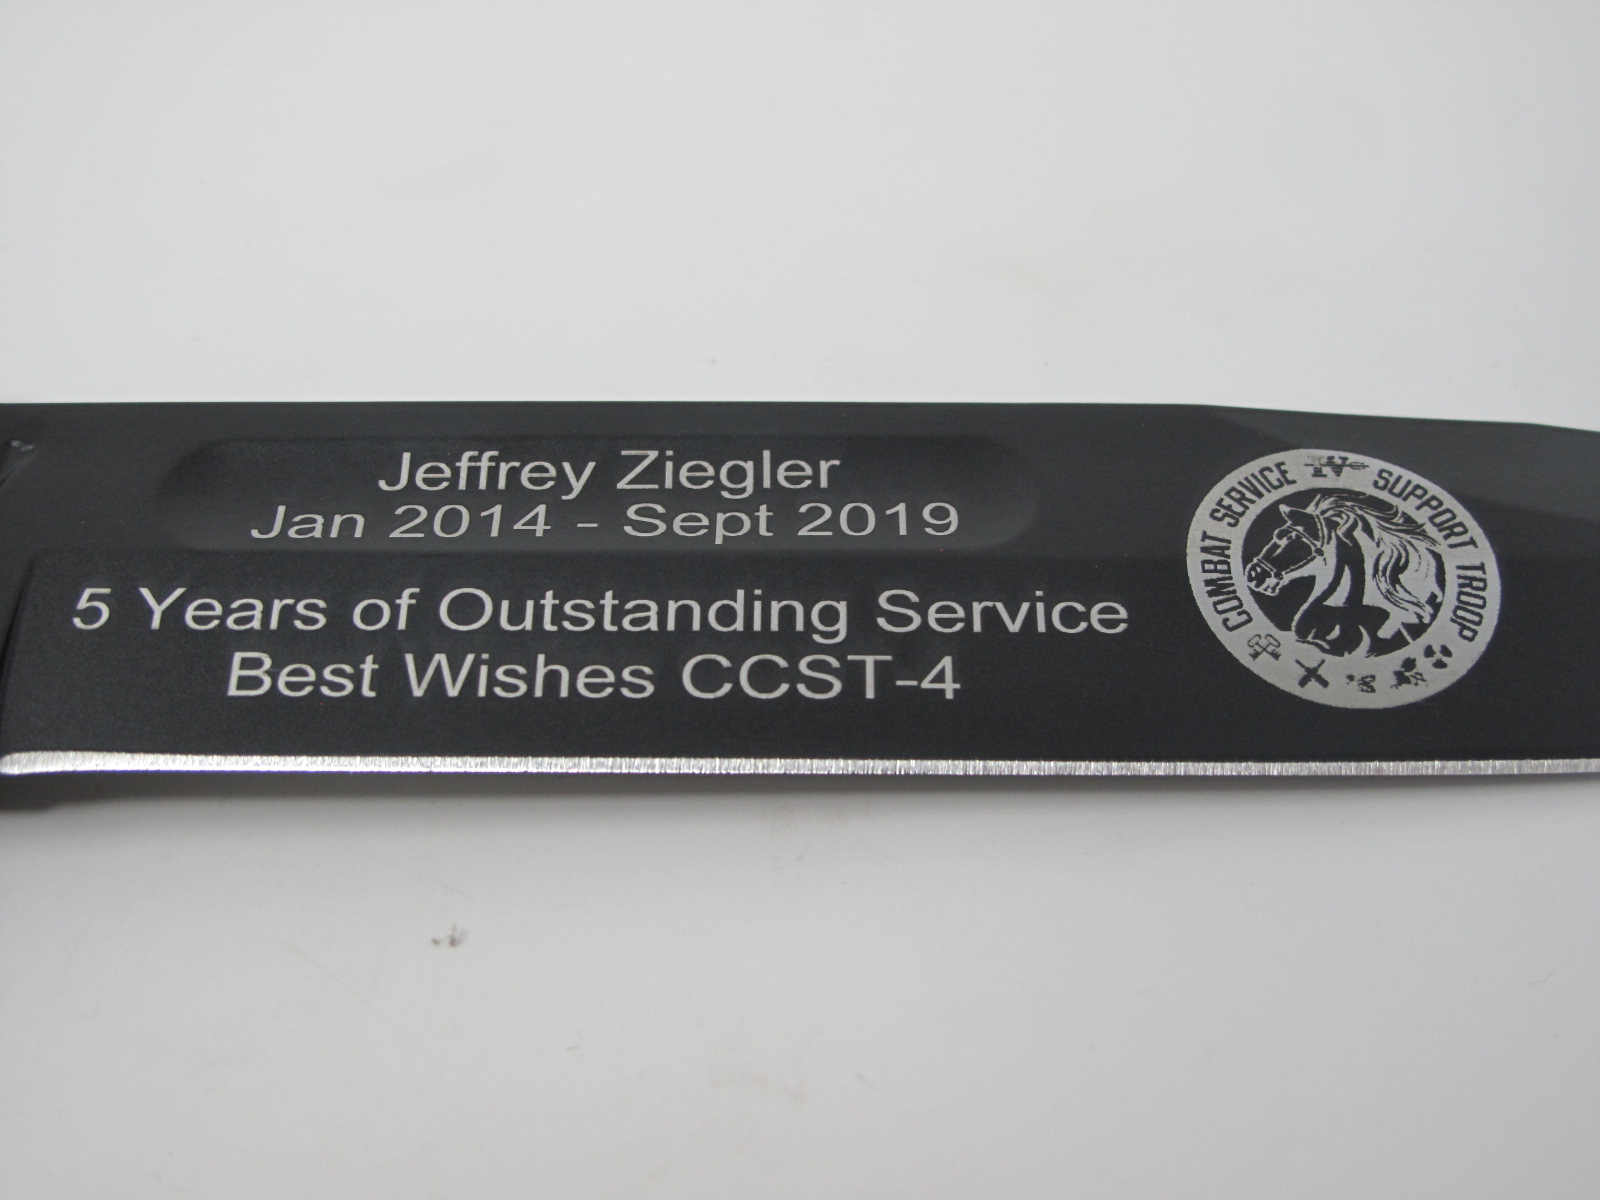 Jeffrey Ziegler
Jan 2014 - Sept 2019
5 Years of Outstanding Service
Best Wishes CCST-4
COMBAT SERVICE IV SUPPORT TROOP